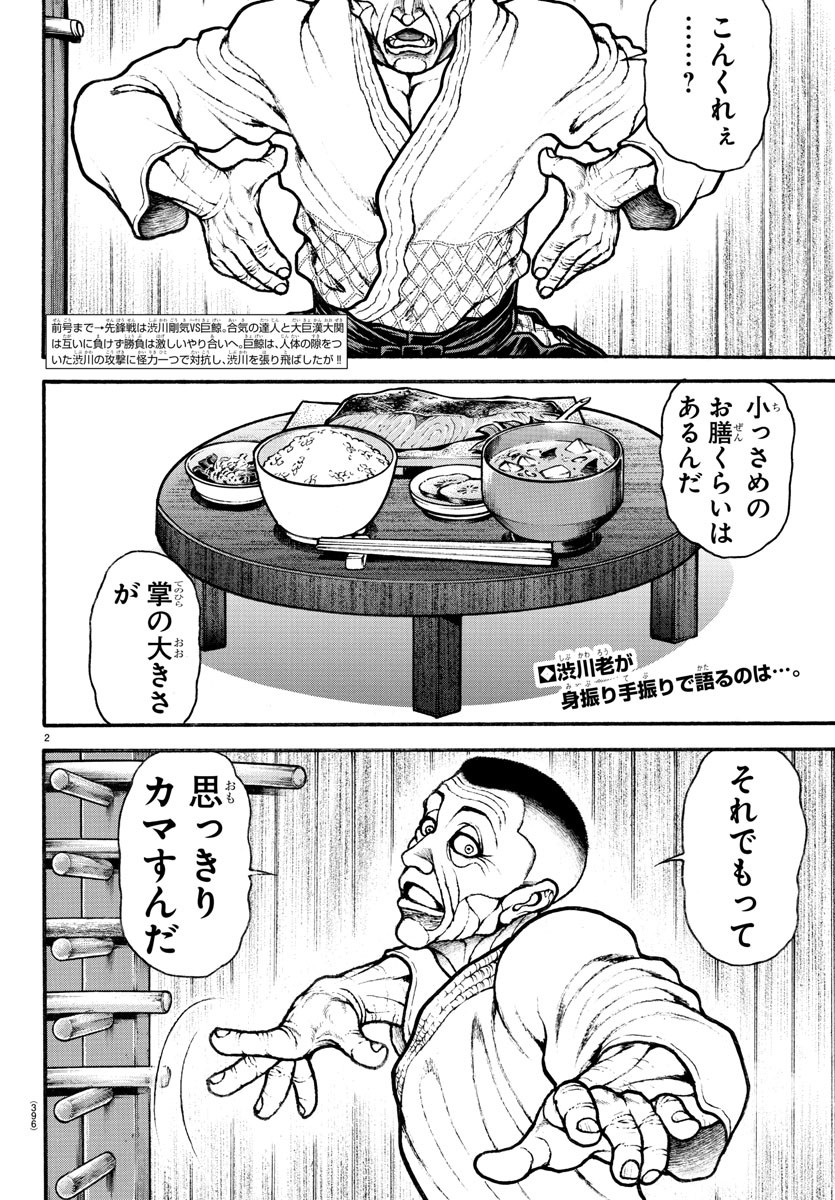 こんくれぇ
……?
前号まで→先鋒戦は渋川剛気VS巨鯨。合気の達人と大巨漢大関
は互いに負けず勝負は激しいやり合いへ。巨鯨は、人体の隙をつ
いた渋川の攻撃に怪力一つで対抗し、渋川を張り飛ばしたが!!
小っさめの
お膳くらいは
あるんだ
掌の大きさ
が
◆渋川老が
身振り手振りで語るのは…。
2
それでもって
思っきり
カマすんだ
(396)